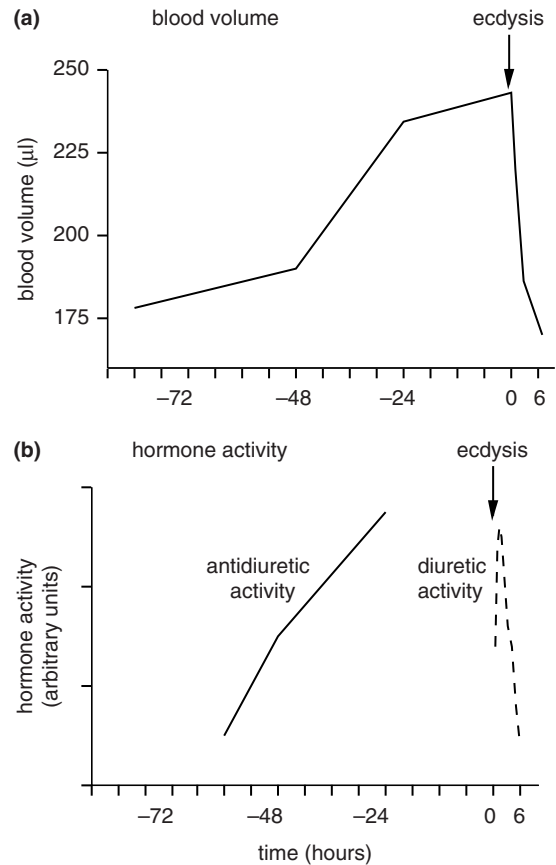 (a) blood volume ecdysis
250
225
200
175
blood volume (µl)
–72 –48 –24 0 6
(b) hormone activity ecdysis
antidiuretic
activity
diuretic
activity
hormone activity
(arbitrary units)
–72 –48 –24 0 6
time (hours)